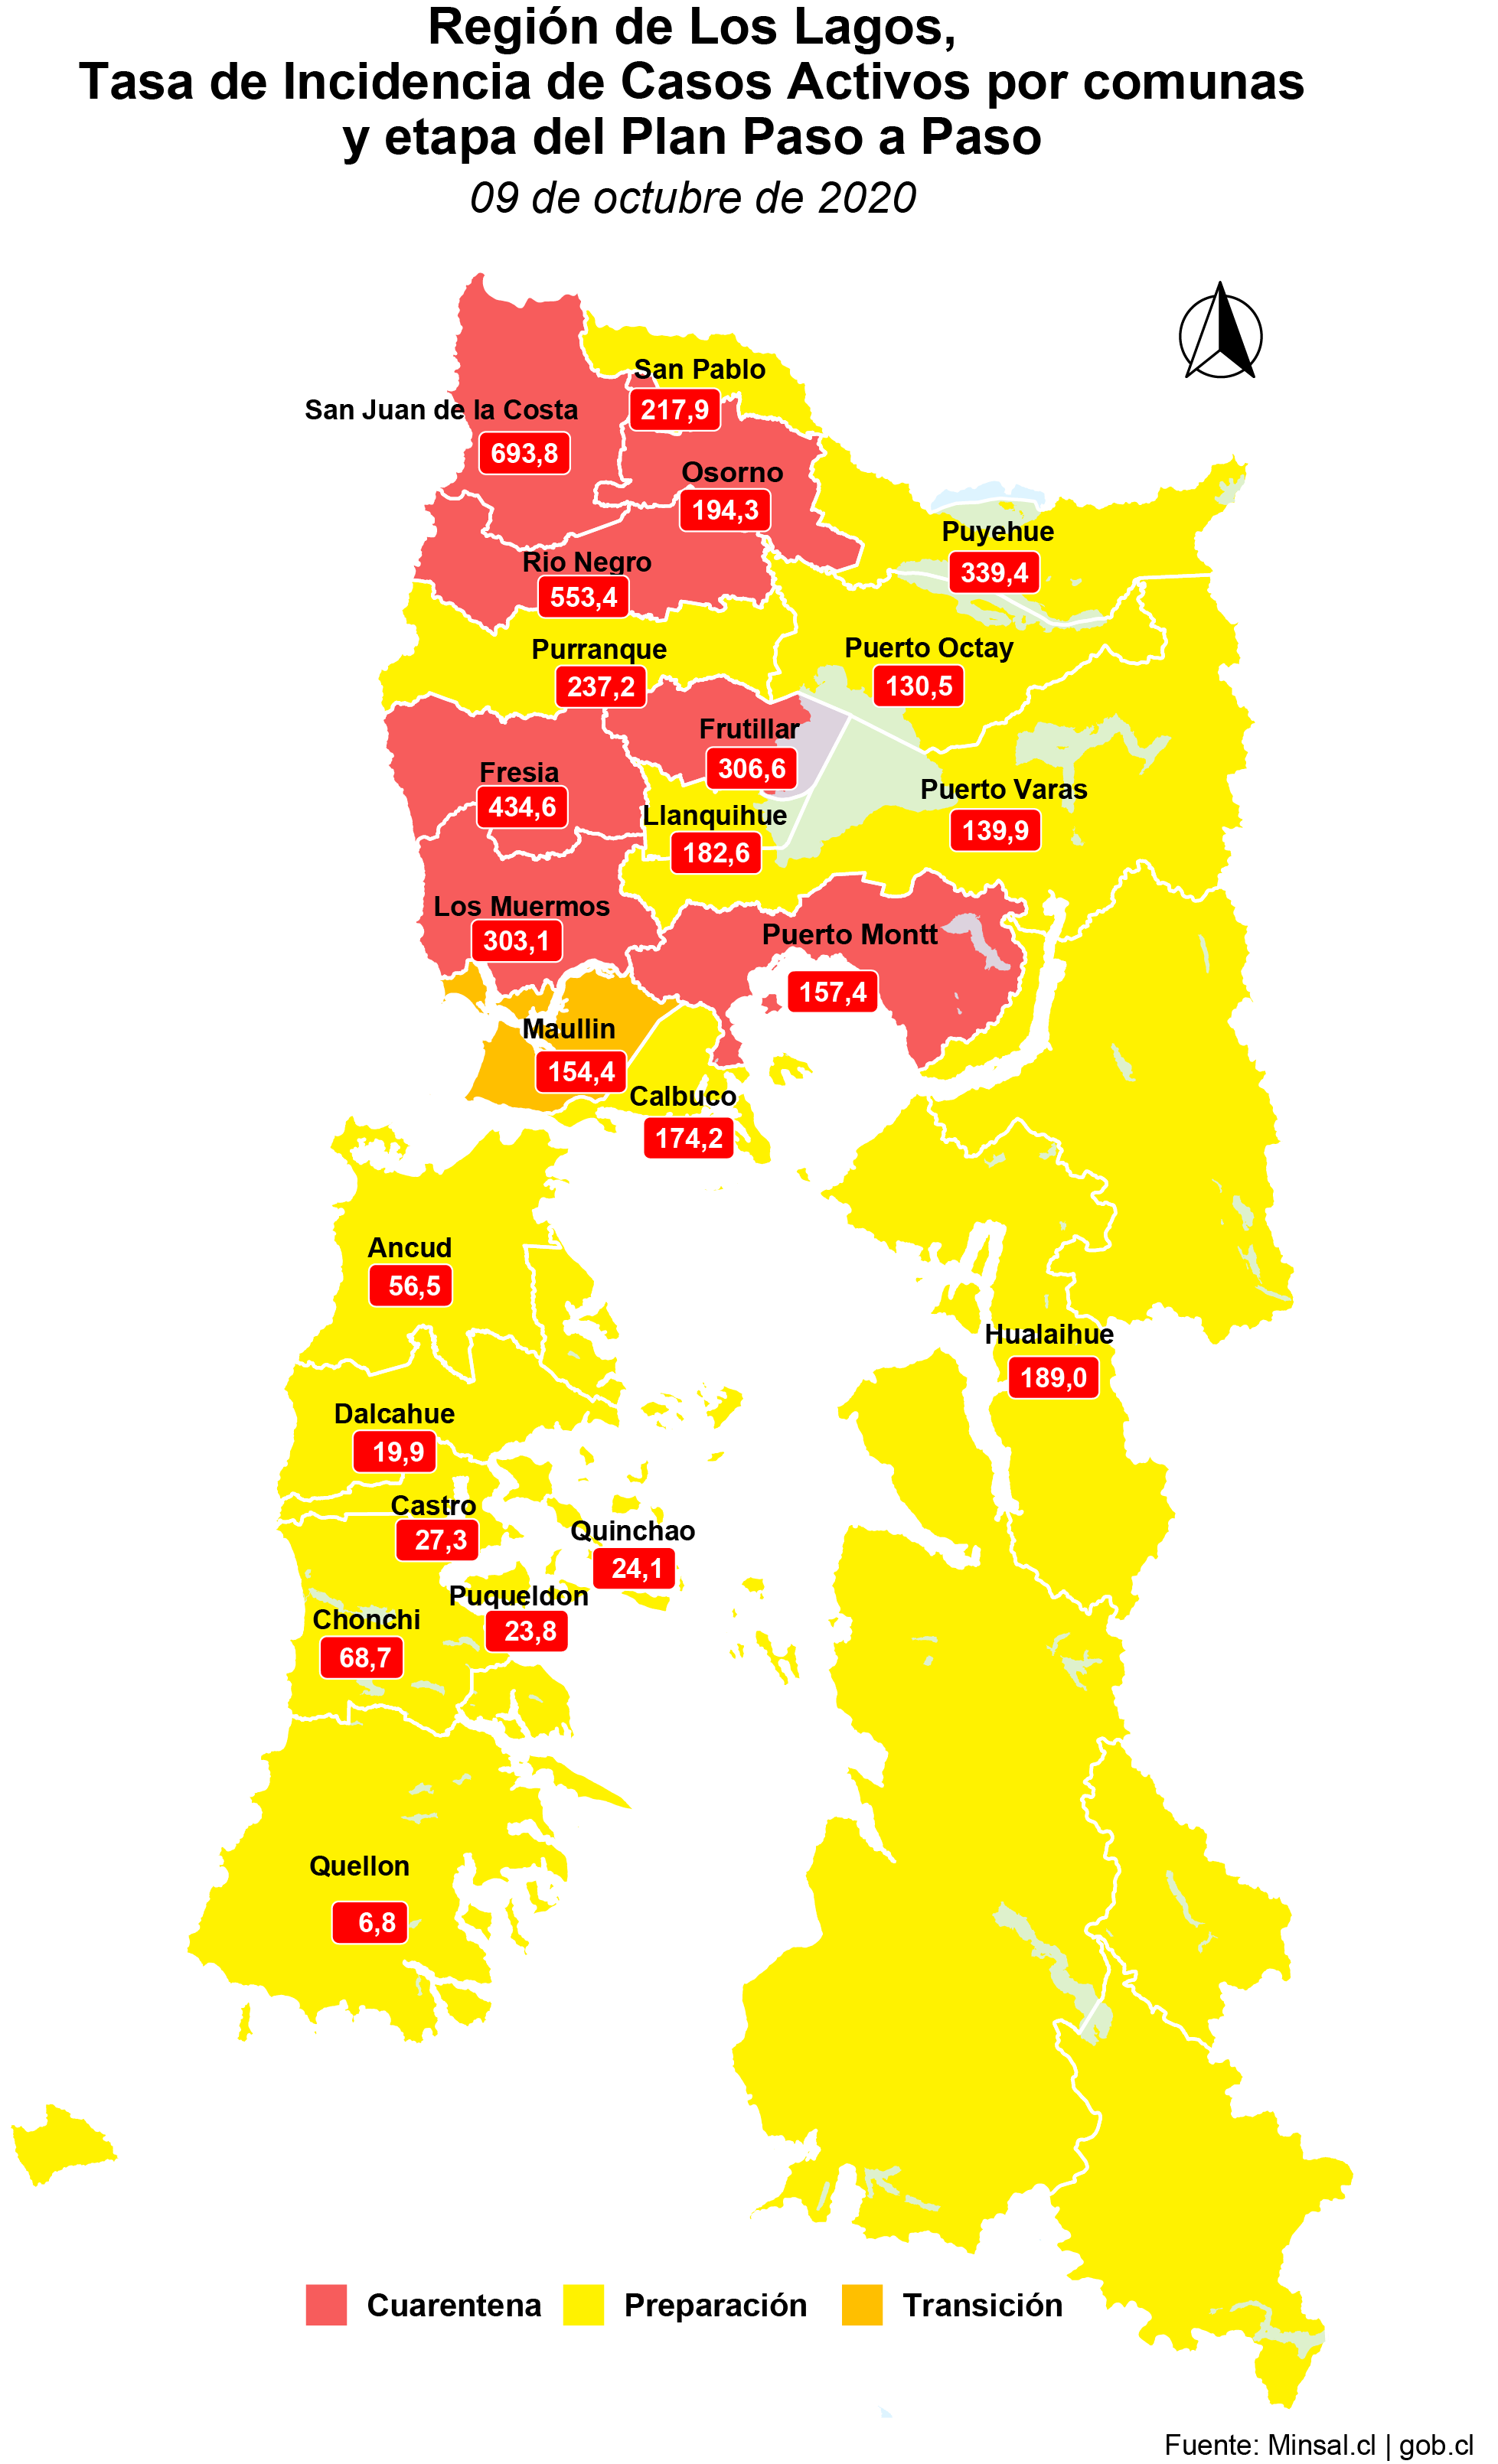 Región de Los Lagos,
Tasa de Incidencia de Casos Activos por comunas
y etapa del Plan Paso a Paso
09 de octubre de 2020
San Pablo
217,9
San Juan de la Costa
693,8
Osorno
194,3
Puyehue
339,4
Rio Negro
553,4
Purranque
237,2
Puerto Octay
130,5
Frutillar
306,6
Fresia
434,6
Puerto Varas
139,9
Llanquihue
182,6
Los Muermos
303,1
Puerto Montt
157,4
Maullin
154,4
Calbuco
174,2
Ancud
56,5
Hualaihue
189,0
Dalcahue
19,9
Castro
27,3
Quinchao
24,1
Puqueldon
23,8
Chonchi
68,7
Quellon
6,8
Cuarentena Preparación Transición
Fuente: Minsal.cl | gob.cl